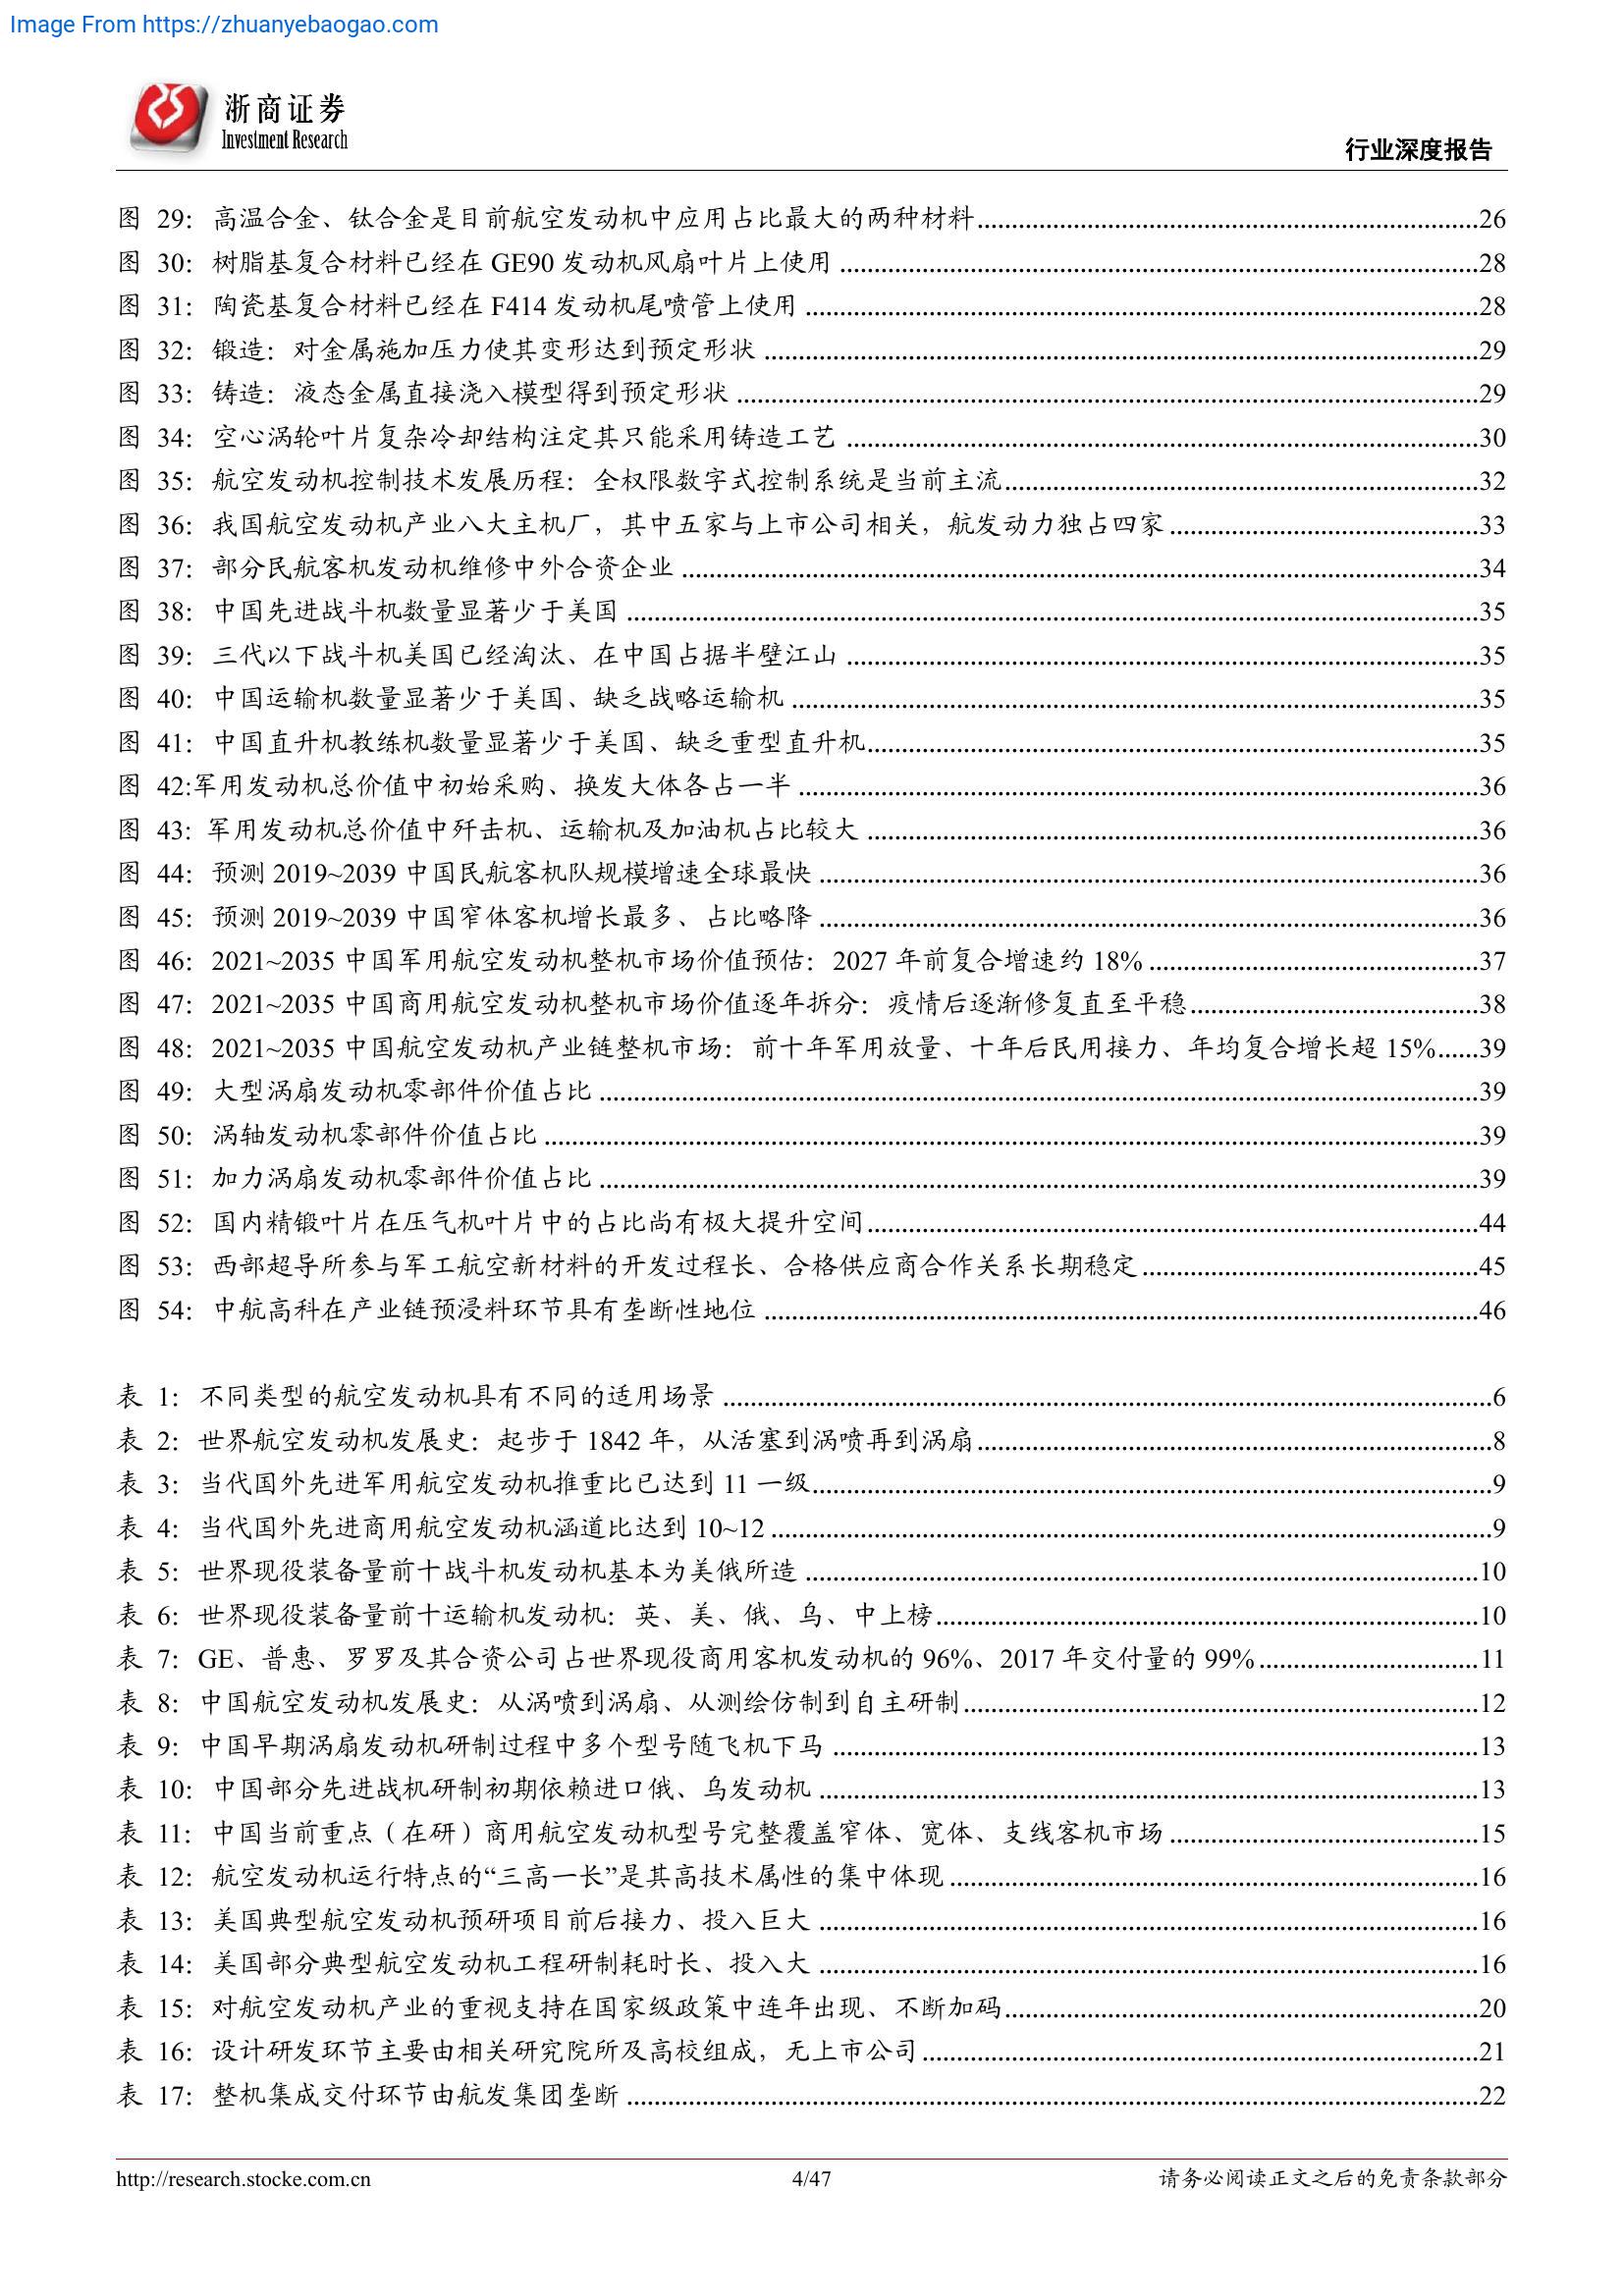 Image From https://zhuanyebaogao.com
浙商证券
Investment Research
行业深度报告
图 29：高温合金、钛合金是目前航空发动机中应用占比最大的两种材料..........26
图 30：树脂基复合材料已经在 GE90 发动机风扇叶片上使用..........28
图 31：陶瓷基复合材料已经在 F414 发动机尾喷管上使用..........28
图 32：锻造：对金属施加压力使其变形达到预定形状..........29
图 33：铸造：液态金属直接浇入模型得到预定形状..........29
图 34：空心涡轮叶片复杂冷却结构注定其只能采用铸造工艺..........30
图 35：航空发动机控制技术发展历程：全权限数字式控制系统是当前主流..........32
图 36：我国航空发动机产业八大主机厂，其中五家与上市公司相关，航发动力独占四家..........33
图 37：部分民航客机发动机维修中外合资企业..........34
图 38：中国先进战斗机数量显著少于美国..........35
图 39：三代以下战斗机美国已经淘汰、在中国占据半壁江山..........35
图 40：中国运输机数量显著少于美国、缺乏战略运输机..........35
图 41：中国直升机教练机数量显著少于美国、缺乏重型直升机..........35
图 42:军用发动机总价值中初始采购、换发大体各占一半..........36
图 43: 军用发动机总价值中歼击机、运输机及加油机占比较大..........36
图 44：预测 2019~2039 中国民航客机队规模增速全球最快..........36
图 45：预测 2019~2039 中国窄体客机增长最多、占比略降..........36
图 46：2021~2035 中国军用航空发动机整机市场价值预估：2027 年前复合增速约 18%..........37
图 47：2021~2035 中国商用航空发动机整机市场价值逐年拆分：疫情后逐渐修复直至平稳..........38
图 48：2021~2035 中国航空发动机产业链整机市场：前十年军用放量、十年后民用接力、年均复合增长超 15%......39
图 49：大型涡扇发动机零部件价值占比..........39
图 50：涡轴发动机零部件价值占比..........39
图 51：加力涡扇发动机零部件价值占比..........39
图 52：国内精锻叶片在压气机叶片中的占比尚有极大提升空间..........44
图 53：西部超导所参与军工航空新材料的开发过程长、合格供应商合作关系长期稳定..........45
图 54：中航高科在产业链预浸料环节具有垄断性地位..........46
表 1：不同类型的航空发动机具有不同的适用场景..........6
表 2：世界航空发动机发展史：起步于 1842 年，从活塞到涡喷再到涡扇..........8
表 3：当代国外先进军用航空发动机推重比已达到 11 一级..........9
表 4：当代国外先进商用航空发动机涵道比达到 10~12..........9
表 5：世界现役装备量前十战斗机发动机基本为美俄所造..........10
表 6：世界现役装备量前十运输机发动机：英、美、俄、乌、中上榜..........10
表 7：GE、普惠、罗罗及其合资公司占世界现役商用客机发动机的 96%、2017 年交付量的 99%..........11
表 8：中国航空发动机发展史：从涡喷到涡扇、从测绘仿制到自主研制..........12
表 9：中国早期涡扇发动机研制过程中多个型号随飞机下马..........13
表 10：中国部分先进战机研制初期依赖进口俄、乌发动机..........13
表 11：中国当前重点（在研）商用航空发动机型号完整覆盖窄体、宽体、支线客机市场..........15
表 12：航空发动机运行特点的“三高一长”是其高技术属性的集中体现..........16
表 13：美国典型航空发动机预研项目前后接力、投入巨大..........16
表 14：美国部分典型航空发动机工程研制耗时长、投入大..........16
表 15：对航空发动机产业的重视支持在国家级政策中连年出现、不断加码..........20
表 16：设计研发环节主要由相关研究院所及高校组成，无上市公司..........21
表 17：整机集成交付环节由航发集团垄断..........22
http://research.stocke.com.cn
4/47
请务必阅读正文之后的免责条款部分